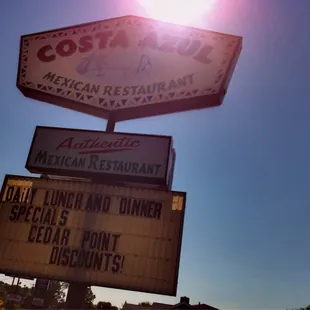 COSTA AZUL
MEXICAN RESTAURANT
Authentic
MEXICAN RESTAURANT
DAILY LUNCH AND DINNER
SPECIALS
CEDAR POINT
DISCOUNTS!